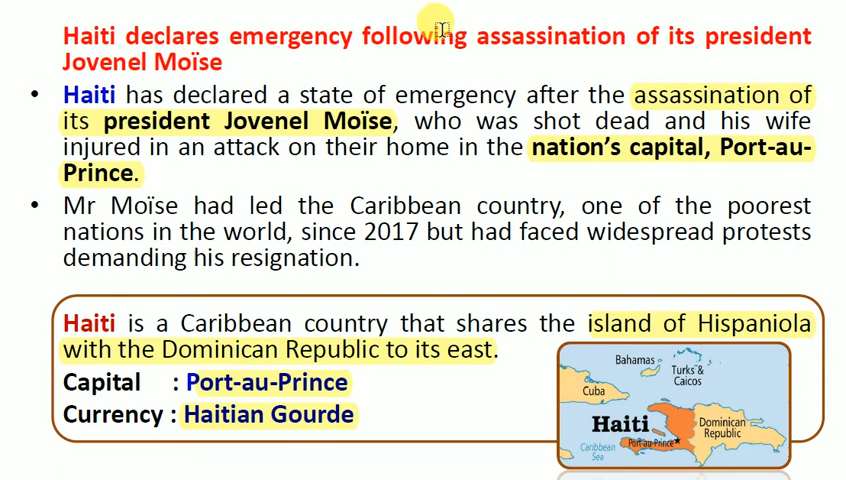 Haiti declares emergency following assassination of its president
Jovenel Moïse
• Haiti has declared a state of emergency after the assassination of
its president Jovenel Moïse, who was shot dead and his wife
injured in an attack on their home in the nation's capital, Port-au-
Prince.
• Mr Moïse had led the Caribbean country, one of the poorest
nations in the world, since 2017 but had faced widespread protests
demanding his resignation.
Haiti is a Caribbean country that shares the island of Hispaniola
with the Dominican Republic to its east.
Capital : Port-au-Prince
Currency : Haitian Gourde
Bahamas
Turks &
Caicos
Cuba
Haiti
Dominican
Republic
Port-au-Prince
Caribbean
Sea